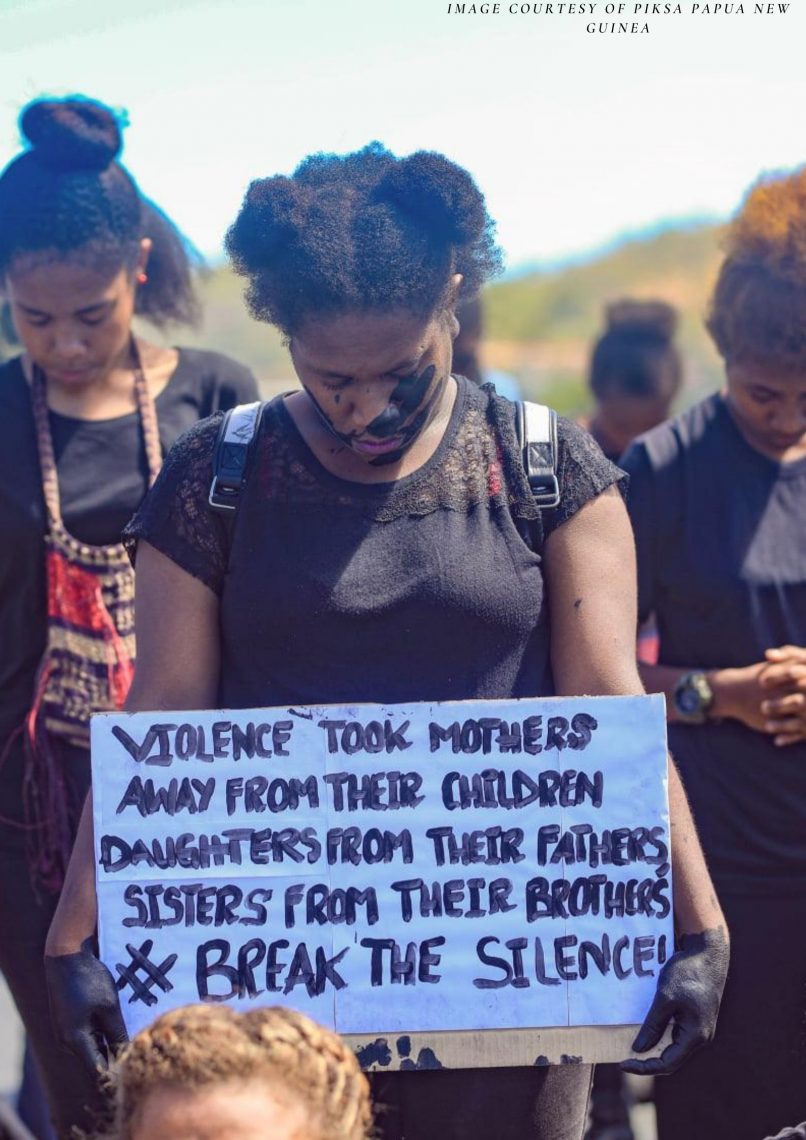 IMAGE COURTESY OF PIKSA PAPUA NEW
GUINEA
VIOLENCE TOOK MOTHERS
AWAY FROM THEIR CHILDREN
DAUGHTERS FROM THEIR FATHERS,
SISTERS FROM THEIR BROTHERS
# BREAK THE SILENCE!